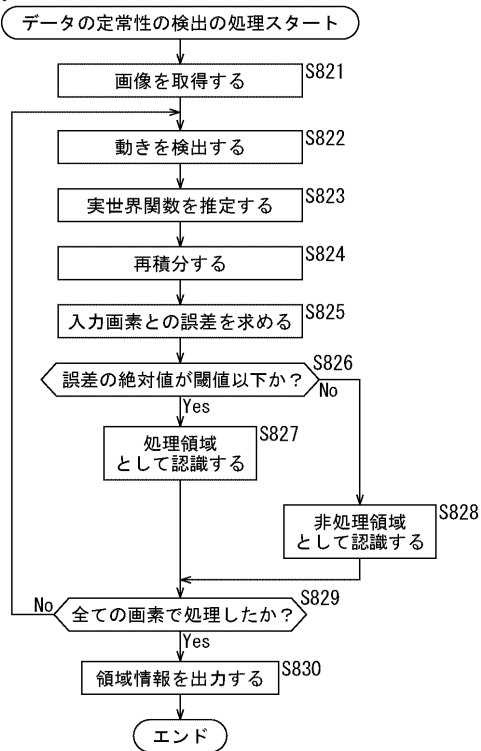 データの定常性の検出の処理スタート
画像を取得する
S821
動きを検出する
S822
実世界関数を推定する
S823
再積分する
S824
入力画素との誤差を求める
S825
誤差の絶対値が閾値以下か？
S826
Yes
No
処理領域
として認識する
S827
非処理領域
として認識する
S828
全ての画素で処理したか？
S829
No
Yes
領域情報を出力する
S830
エンド